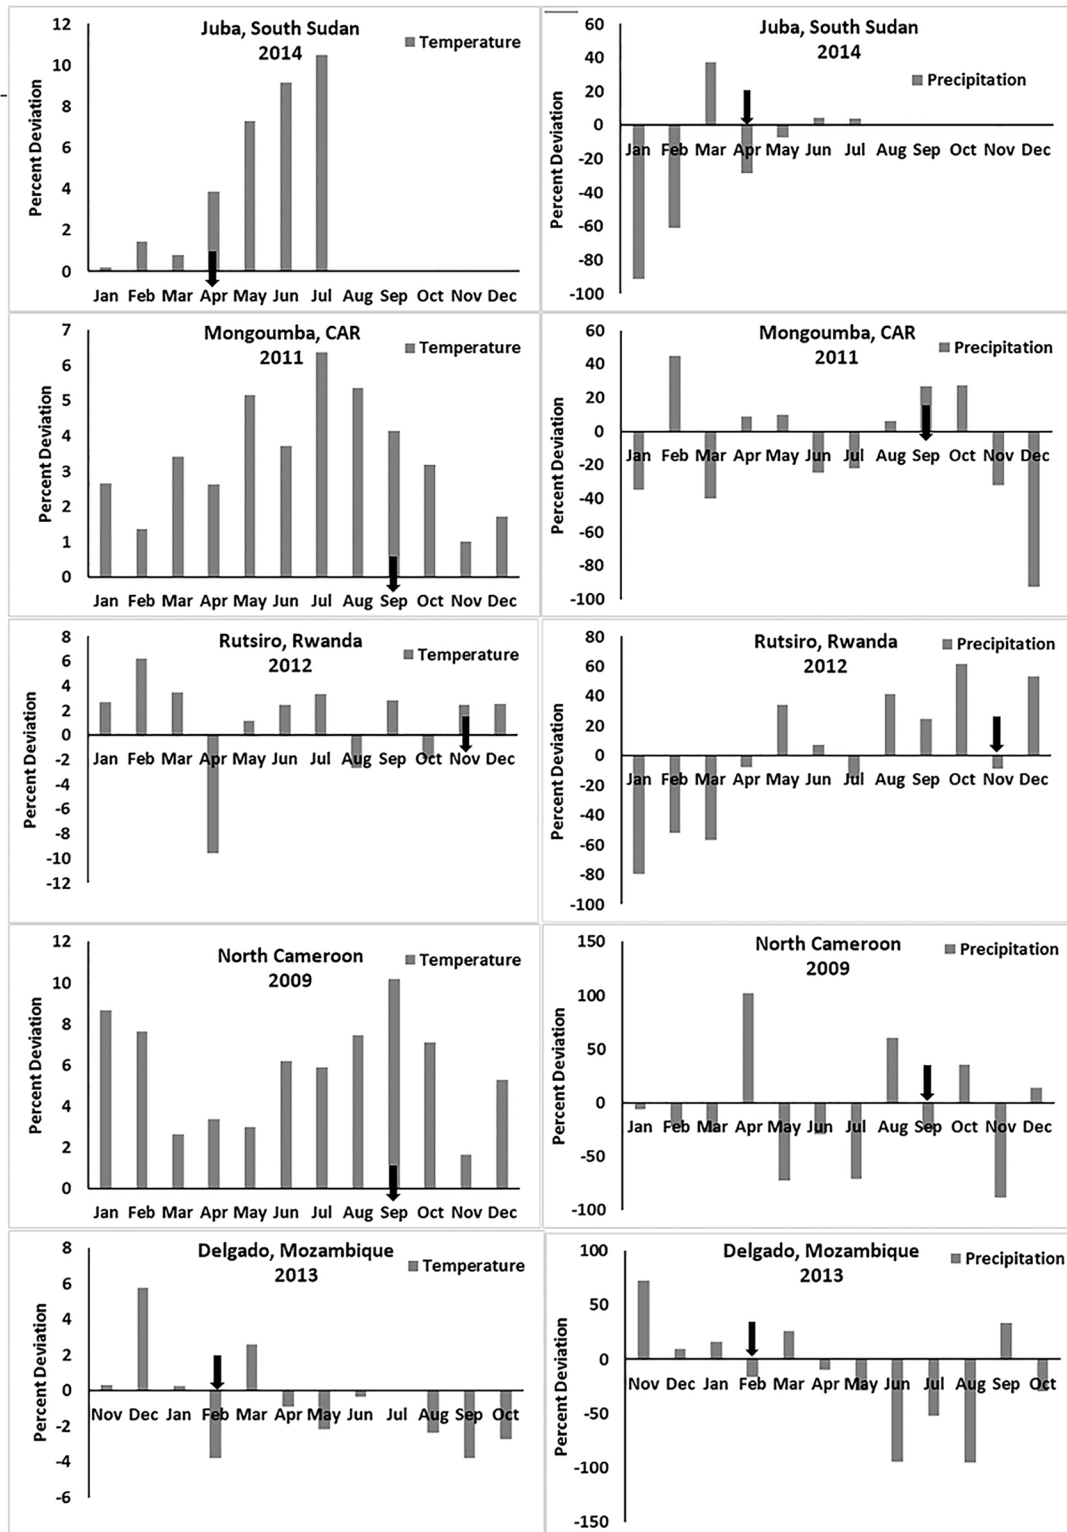 Juba, South Sudan
2014
Temperature
Percent Deviation
12
10
8
6
4
2
0
Jan Feb Mar Apr May Jun Jul Aug Sep Oct Nov Dec
Juba, South Sudan
2014
Precipitation
Percent Deviation
60
40
20
0
-20
-40
-60
-80
-100
Jan Feb Mar Apr May Jun Jul Aug Sep Oct Nov Dec
Mongoumba, CAR
2011
Temperature
Percent Deviation
7
6
5
4
3
2
1
0
Jan Feb Mar Apr May Jun Jul Aug Sep Oct Nov Dec
Mongoumba, CAR
2011
Precipitation
Percent Deviation
60
40
20
0
-20
-40
-60
-80
-100
Jan Feb Mar Apr May Jun Jul Aug Sep Oct Nov Dec
Rutsiro, Rwanda
2012
Temperature
Percent Deviation
8
6
4
2
0
-2
-4
-6
-8
-10
-12
Jan Feb Mar Apr May Jun Jul Aug Sep Oct Nov Dec
Rutsiro, Rwanda
2012
Precipitation
Percent Deviation
80
60
40
20
0
-20
-40
-60
-80
-100
Jan Feb Mar Apr May Jun Jul Aug Sep Oct Nov Dec
North Cameroon
2009
Temperature
Percent Deviation
12
10
8
6
4
2
0
Jan Feb Mar Apr May Jun Jul Aug Sep Oct Nov Dec
North Cameroon
2009
Precipitation
Percent Deviation
150
100
50
0
-50
-100
Jan Feb Mar Apr May Jun Jul Aug Sep Oct Nov Dec
Delgado, Mozambique
2013
Temperature
Percent Deviation
8
6
4
2
0
-2
-4
-6
Nov Dec Jan Feb Mar Apr May Jun Jul Aug Sep Oct
Delgado, Mozambique
2013
Precipitation
Percent Deviation
100
50
0
-50
-100
-150
Nov Dec Jan Feb Mar Apr May Jun Jul Aug Sep Oct